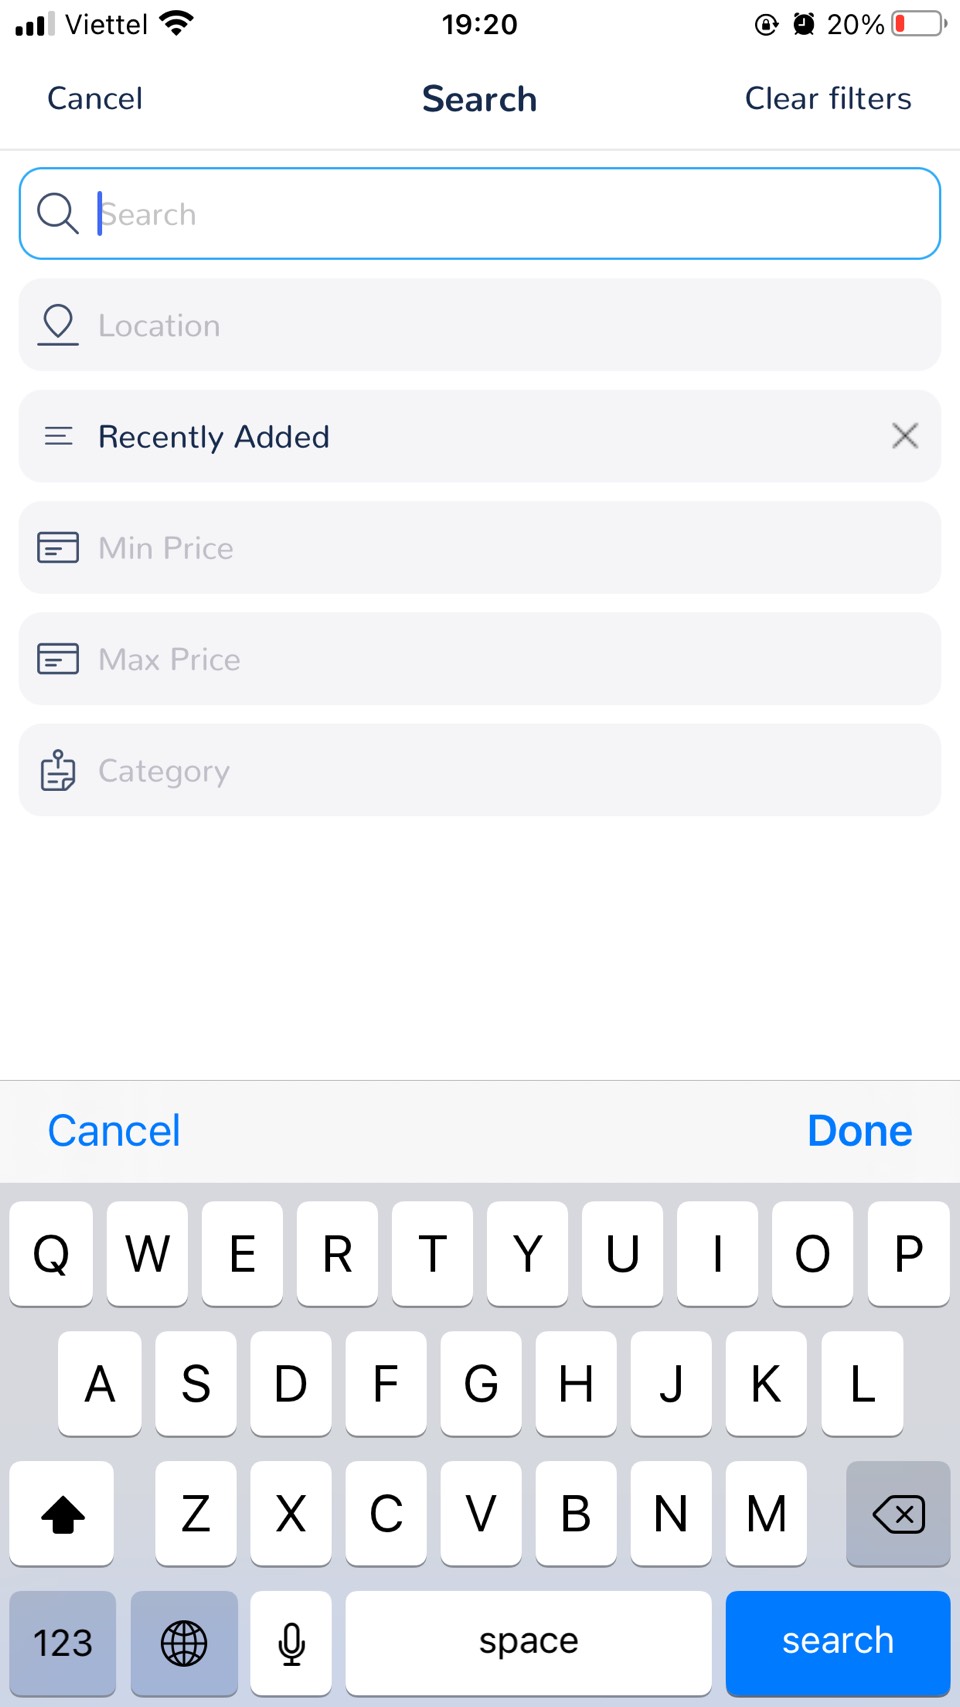 Viettel 19:20 20%
Cancel Search Clear filters
Search
Location
Recently Added
Min Price
Max Price
Category
Cancel Done
Q W E R T Y U I O P
A S D F G H J K L
Z X C V B N M
123 space search